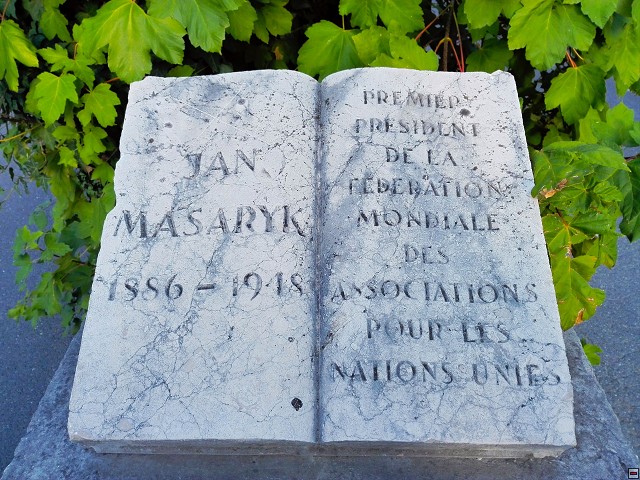 JAN
MASARYK
1886 - 1948
PREMIER
PRÉSIDENT
DE LA
FÉDÉRATION
MONDIALE
DES
ASSOCIATIONS
POUR LES
NATIONS UNIES